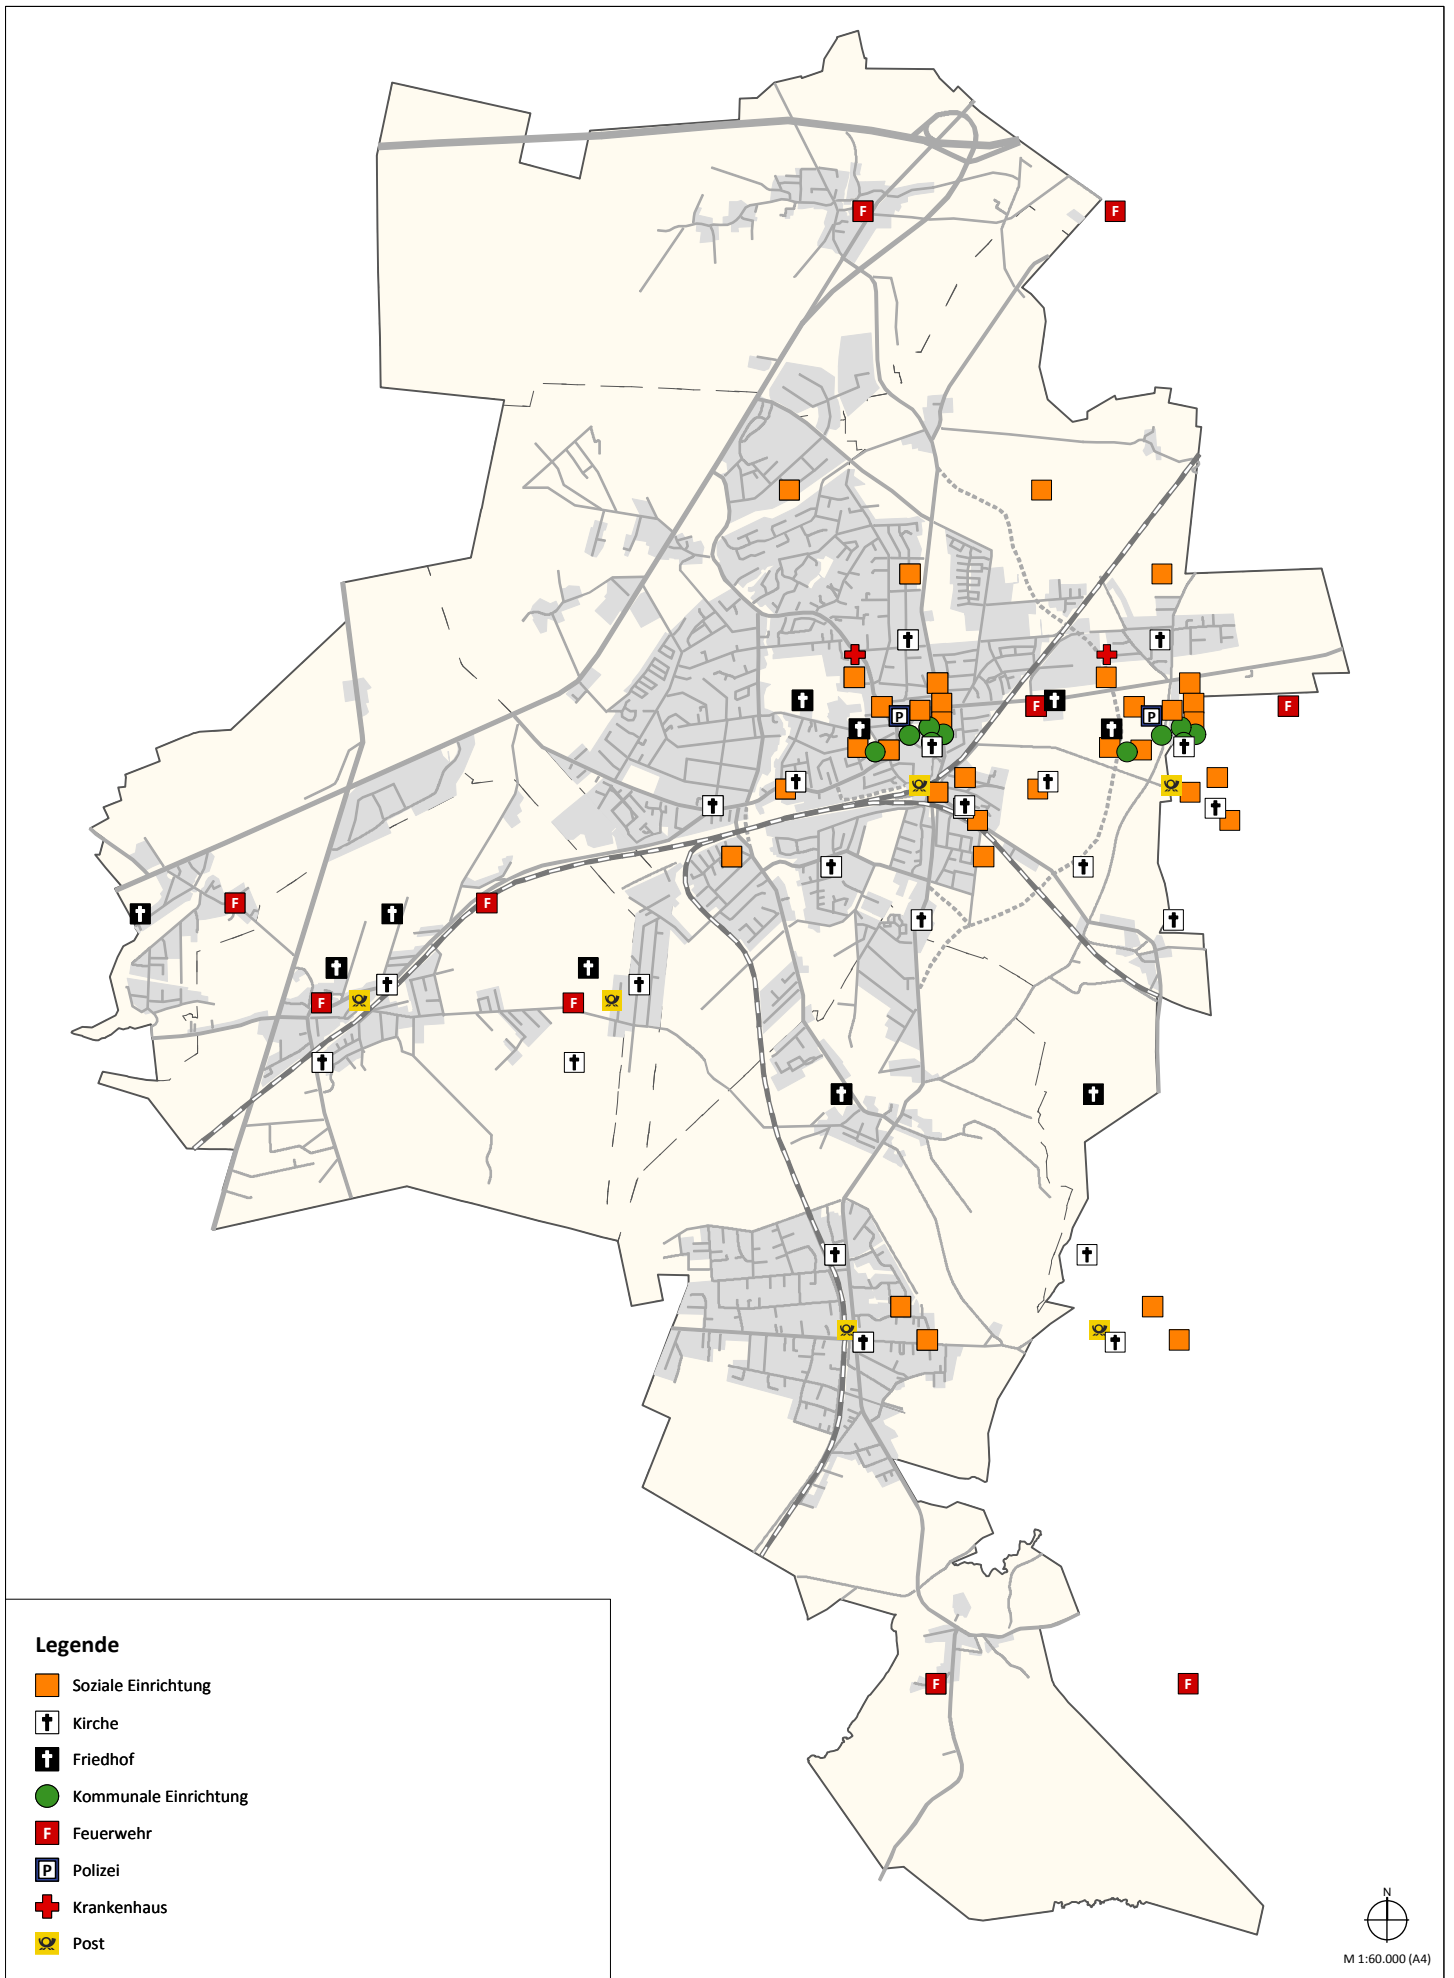 F
F
P
F
F
P
F
F
F
F
F
F
F
Legende
Soziale Einrichtung
Kirche
Friedhof
Kommunale Einrichtung
F Feuerwehr
P Polizei
Krankenhaus
Post
N
M 1:60.000 (A4)